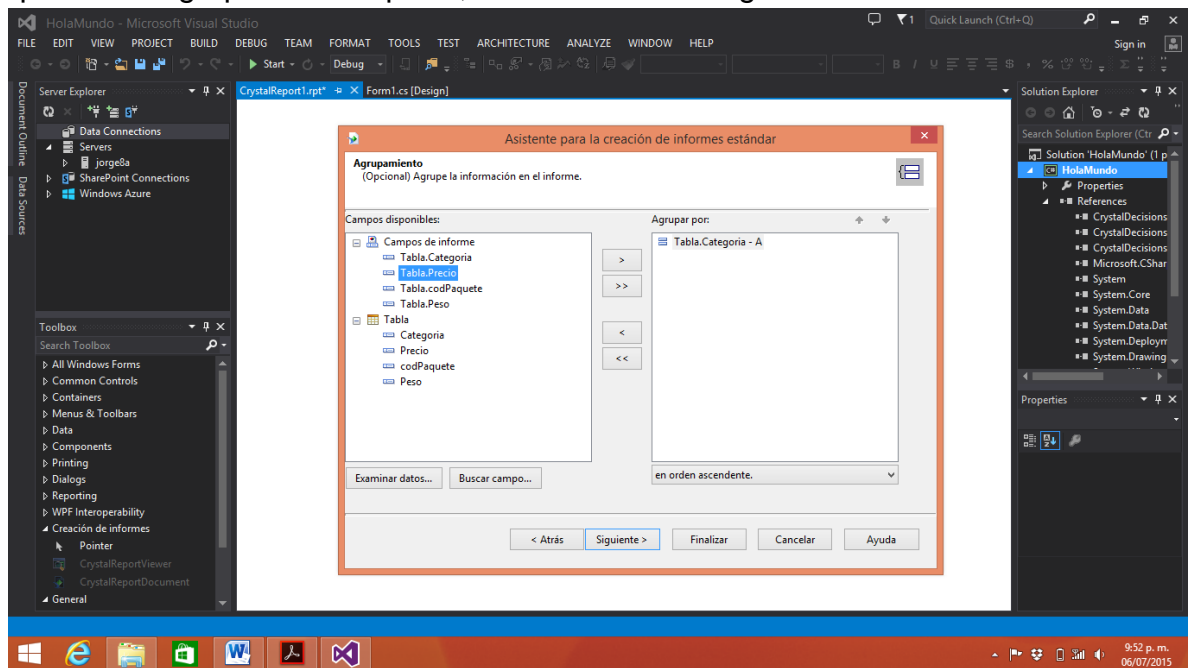 HolaMundo - Microsoft Visual Studio
1
Quick Launch (Ctrl+Q)
FILE EDIT VIEW PROJECT BUILD DEBUG TEAM FORMAT TOOLS TEST ARCHITECTURE ANALYZE WINDOW HELP
Sign in
Start
Debug
Document Outline
Data Sources
Server Explorer
Data Connections
Servers
jorge8a
SharePoint Connections
Windows Azure
Toolbox
Search Toolbox
All Windows Forms
Common Controls
Containers
Menus & Toolbars
Data
Components
Printing
Dialogs
Reporting
WPF Interoperability
Creación de informes
Pointer
CrystalReportViewer
CrystalReportDocument
General
CrystalReport1.rpt*
Form1.cs [Design]
Asistente para la creación de informes estándar
Agrupamiento
(Opcional) Agrupe la información en el informe.
Campos disponibles:
Campos de informe
Tabla.Categoria
Tabla.Precio
Tabla.codPaquete
Tabla.Peso
Tabla
Categoria
Precio
codPaquete
Peso
>
>>
<
<<
Agrupar por:
Tabla.Categoria - A
en orden ascendente.
Examinar datos...
Buscar campo...
< Atrás
Siguiente >
Finalizar
Cancelar
Ayuda
Solution Explorer
Search Solution Explorer (Ctr
Solution 'HolaMundo' (1 p
HolaMundo
Properties
References
CrystalDecisions
CrystalDecisions
CrystalDecisions
Microsoft.CShar
System
System.Core
System.Data
System.Data.Dat
System.Deploym
System.Drawing
Properties
9:52 p. m.
06/07/2015